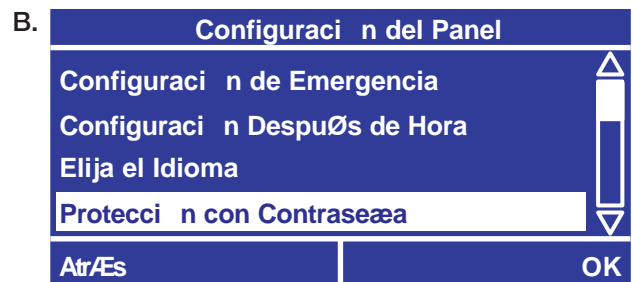 B.
Configuraci n del Panel
Configuraci n de Emergencia
Configuraci n DespuØs de Hora
Elija el Idioma
Protecci n con Contraseæa
AtrÆs OK